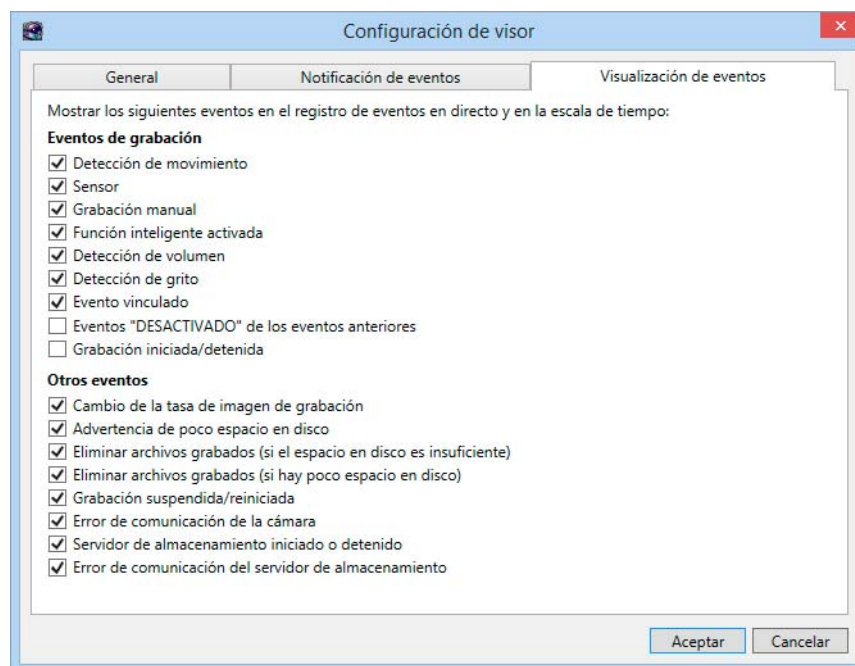 Configuración de visor
General
Notificación de eventos
Visualización de eventos
Mostrar los siguientes eventos en el registro de eventos en directo y en la escala de tiempo:
Eventos de grabación
Detección de movimiento
Sensor
Grabación manual
Función inteligente activada
Detección de volumen
Detección de grito
Evento vinculado
Eventos "DESACTIVADO" de los eventos anteriores
Grabación iniciada/detenida
Otros eventos
Cambio de la tasa de imagen de grabación
Advertencia de poco espacio en disco
Eliminar archivos grabados (si el espacio en disco es insuficiente)
Eliminar archivos grabados (si hay poco espacio en disco)
Grabación suspendida/reiniciada
Error de comunicación de la cámara
Servidor de almacenamiento iniciado o detenido
Error de comunicación del servidor de almacenamiento
Aceptar
Cancelar